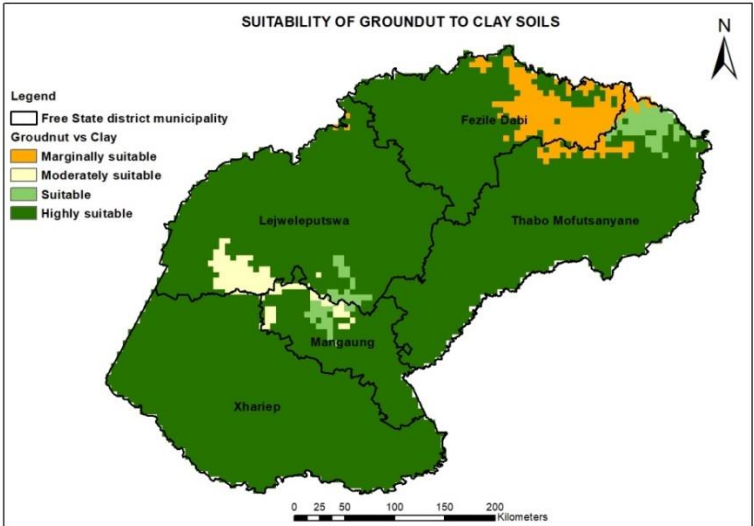 SUITABILITY OF GROUNDUT TO CLAY SOILS
N
Legend
Free State district municipality
Groudnut vs Clay
Marginally suitable
Moderately suitable
Suitable
Highly suitable
Fezile Dabi
Lejweleputswa
Thabo Mofutsanyane
Mangaung
Xhariep
0 25 50 100 150 200
Kilometers